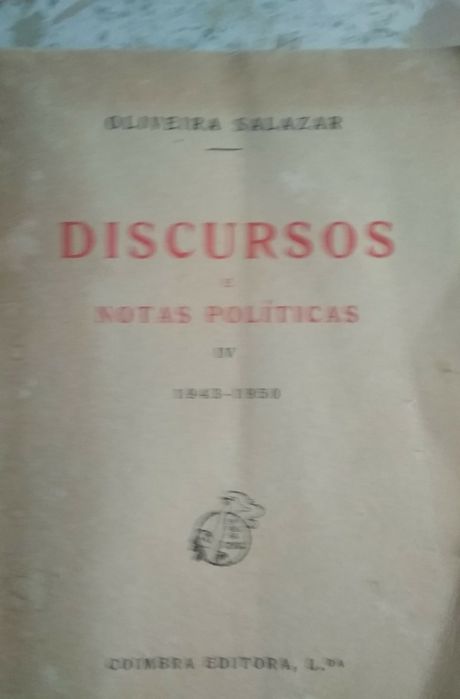 OLIVEIRA SALAZAR
DISCURSOS
E
NOTAS POLÍTICAS
IV
1943-1950
COIMBRA EDITORA, L.DA